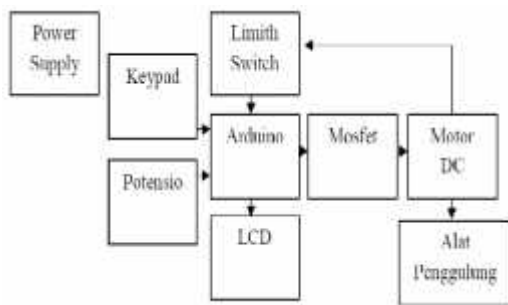 Power
Supply
Keypad
Limith
Switch
Arduino
Mosfet
Motor
DC
Potensio
LCD
Alat
Penggulung